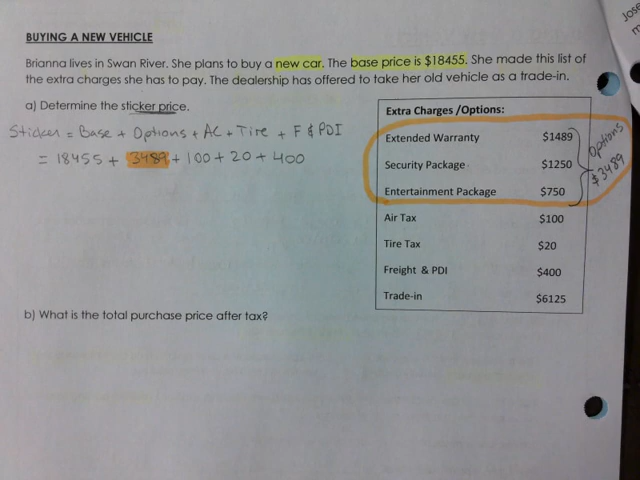 Jose
m
BUYING A NEW VEHICLE
Brianna lives in Swan River. She plans to buy a new car. The base price is $18455. She made this list of
the extra charges she has to pay. The dealership has offered to take her old vehicle as a trade-in.
a) Determine the sticker price.
Sticker = Base + Options + AC + Tire + F & PDI
= 18455 + 3489 + 100 + 20 + 400
Extra Charges /Options:
Extended Warranty $1489
Security Package $1250
Entertainment Package $750
Options
$3489
Air Tax $100
Tire Tax $20
Freight & PDI $400
Trade-in $6125
b) What is the total purchase price after tax?